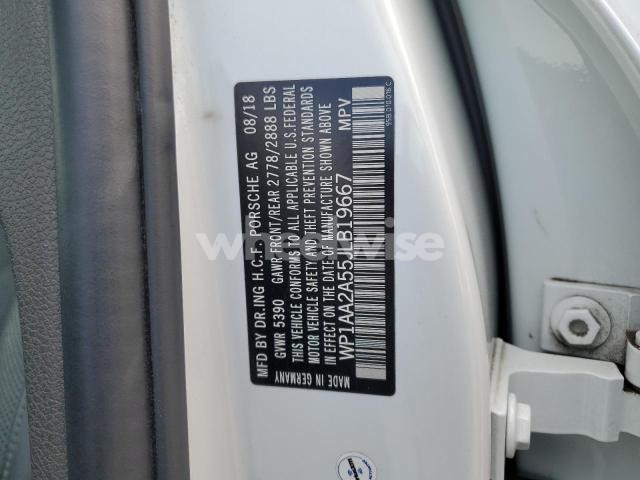 MFD BY DR.ING H.C.F. PORSCHE AG 08/18
GVWR 5390 GAWR-FRONT/REAR 2778/2888 LBS
THIS VEHICLE CONFORMS TO ALL APPLICABLE U.S.FEDERAL
MOTOR VEHICLE SAFETY AND THEFT PREVENTION STANDARDS
IN EFFECT ON THE DATE OF MANUFACTURE SHOWN ABOVE
WP1AA2A55JLB19667 MPV
MADE IN GERMANY